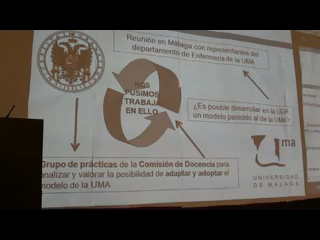 Reunión en Málaga con representantes del
departamento de Enfermería de la UMA
NOS
PUSIMOS
TRABAJA
EN ELLO
¿Es posible desarrollar en la UGR
un modelo parecido al de la UMA?
uma
UNIVERSIDAD
DE MÁLAGA
Grupo de prácticas de la Comisión de Docencia para
analizar y valorar la posibilidad de adaptar y adoptar el
modelo de la UMA